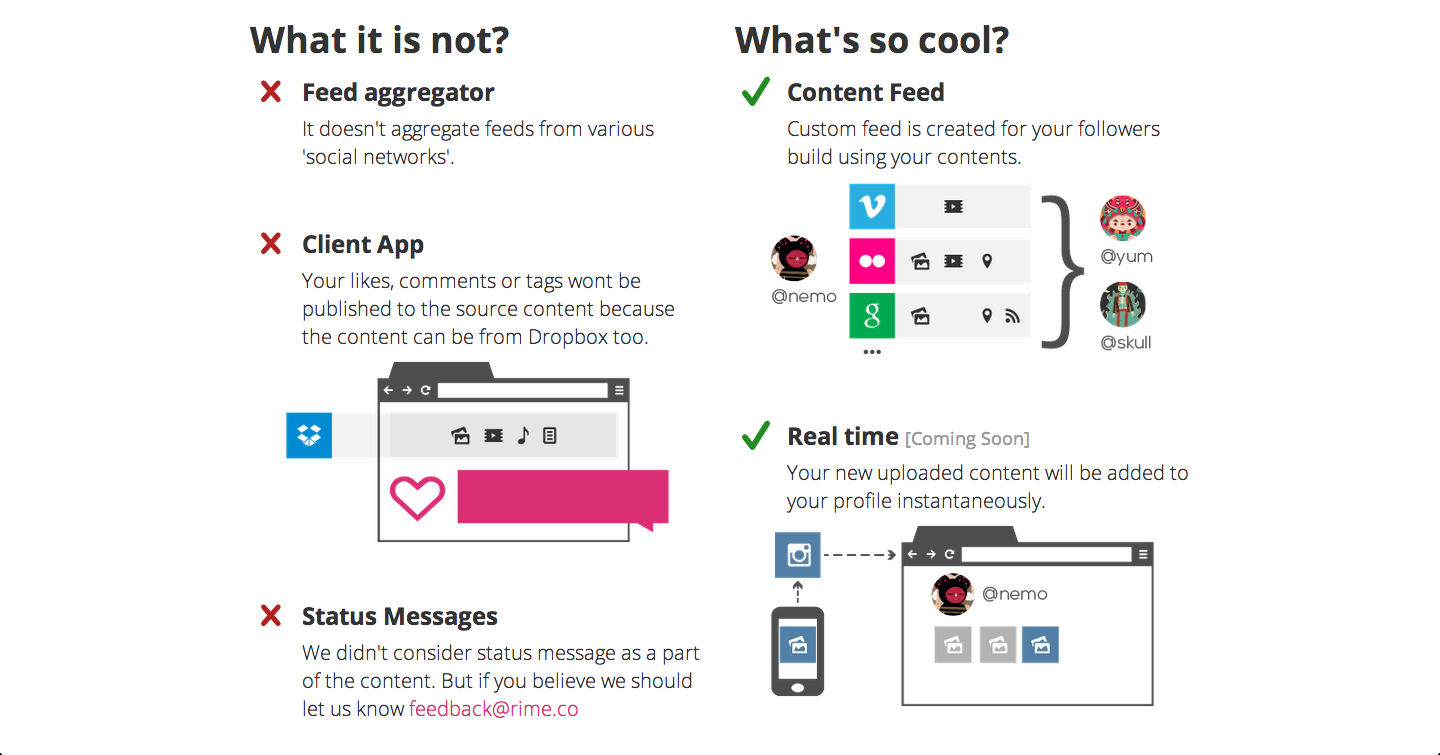 What it is not?
Feed aggregator
It doesn't aggregate feeds from various
'social networks'.
Client App
Your likes, comments or tags wont be
published to the source content because
the content can be from Dropbox too.
Status Messages
We didn't consider status message as a part
of the content. But if you believe we should
let us know feedback@rime.co
What's so cool?
Content Feed
Custom feed is created for your followers
build using your contents.
@nemo
g
@yum
@skull
Real time [Coming Soon]
Your new uploaded content will be added to
your profile instantaneously.
@nemo